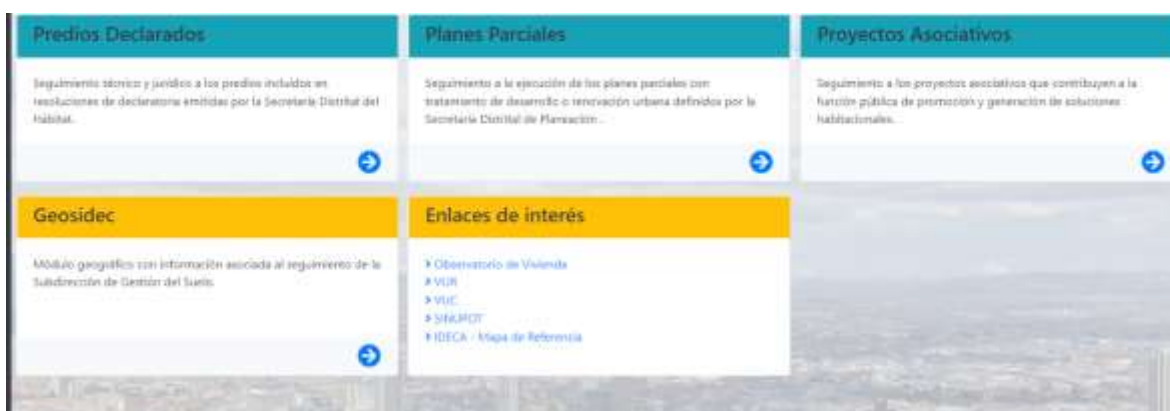 Predios Declarados
Seguimiento técnico y jurídico a los predios incluidos en
resoluciones de declaratoria emitidas por la Secretaría Distrital del
Hábitat.
Planes Parciales
Seguimiento a la ejecución de los planes parciales con
tratamiento de desarrollo o renovación urbana definidos por la
Secretaría Distrital de Planeación .
Proyectos Asociativos
Seguimiento a los proyectos asociativos que contribuyen a la
función pública de promoción y generación de soluciones
habitacionales.
Geosidec
Módulo geográfico con información asociada al seguimiento de la
Subdirección de Gestión del Suelo.
Enlaces de interés
Observatorio de Vivienda
VUR
VUC
SINUPOT
IDECA - Mapa de Referencia